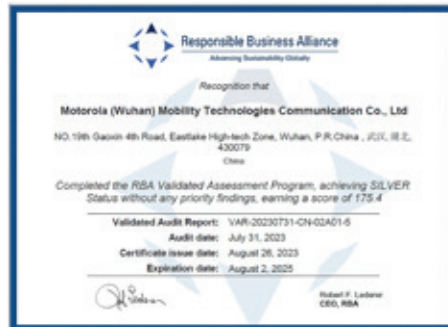 Responsible Business Alliance
Advancing Sustainability Globally
Recognition that
Motorola (Wuhan) Mobility Technologies Communication Co., Ltd
NO.19th Gaoxin 4th Road, Eastlake High-tech Zone, Wuhan, P.R.China , 武汉, 湖北,
430079
China
Completed the RBA Validated Assessment Program, achieving SILVER
Status without any priority findings, earning a score of 175.4
Validated Audit Report: VAR-20230731-CN-02A01-5
Audit date: July 31, 2023
Certificate issue date: August 26, 2023
Expiration date: August 2, 2025
Robert F. Lederer
CEO, RBA